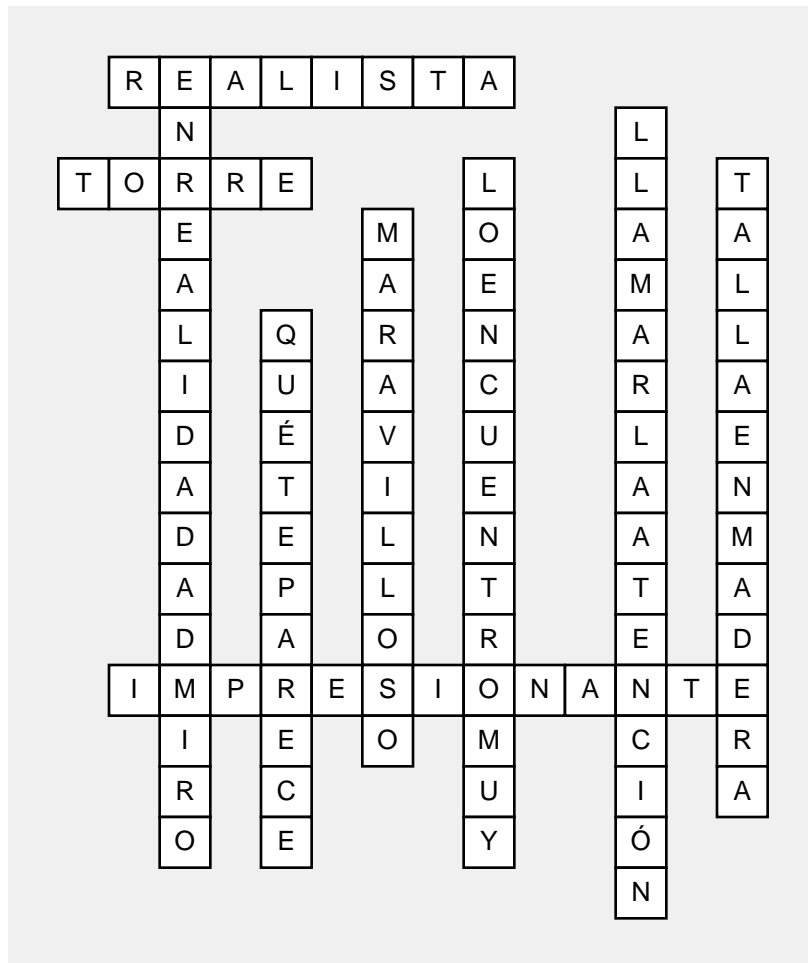 REALISTA
ENREALIDADADMIRO
LLAMARLAATENCIÓN
TORRE
LOENCUENTROMUY
TALLAENMADERA
MARAVILLOSO
QUÉTEPARECE
IMPRESIONANTE